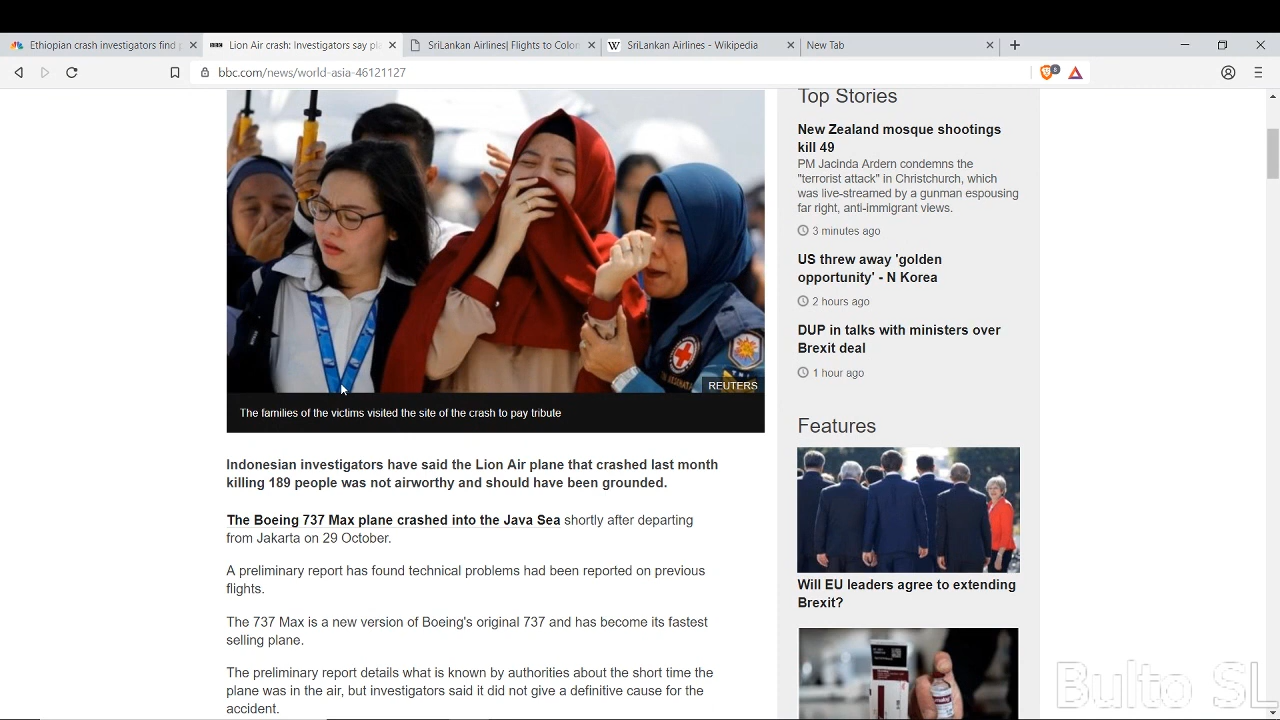 Ethiopian crash investigators find
Lion Air crash: Investigators say pl
SriLankan Airlines| Flights to Colon
SriLankan Airlines - Wikipedia
New Tab
bbc.com/news/world-asia-46121127
6
REUTERS
The families of the victims visited the site of the crash to pay tribute
Indonesian investigators have said the Lion Air plane that crashed last month
killing 189 people was not airworthy and should have been grounded.
The Boeing 737 Max plane crashed into the Java Sea shortly after departing
from Jakarta on 29 October.
A preliminary report has found technical problems had been reported on previous
flights.
The 737 Max is a new version of Boeing's original 737 and has become its fastest
selling plane.
The preliminary report details what is known by authorities about the short time the
plane was in the air, but investigators said it did not give a definitive cause for the
accident.
Top Stories
New Zealand mosque shootings
kill 49
PM Jacinda Ardern condemns the
"terrorist attack" in Christchurch, which
was live-streamed by a gunman espousing
far right, anti-immigrant views.
3 minutes ago
US threw away 'golden
opportunity' - N Korea
2 hours ago
DUP in talks with ministers over
Brexit deal
1 hour ago
Features
Will EU leaders agree to extending
Brexit?
Bulto SL